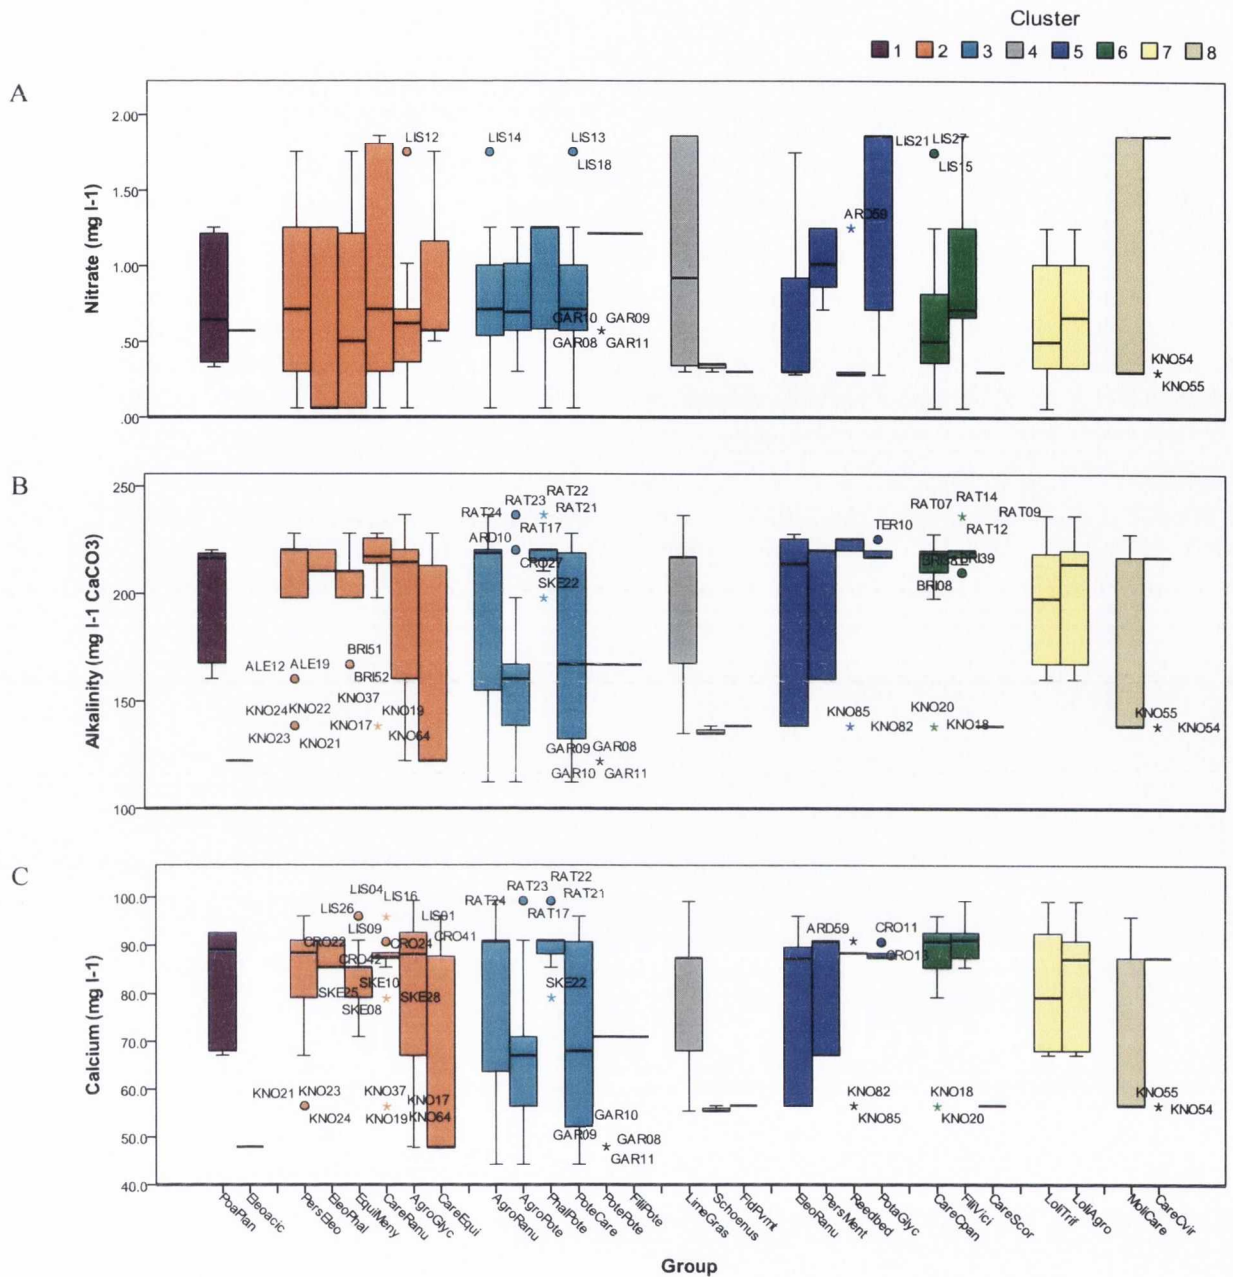 Cluster
1 2 3 4 5 6 7 8
A
Nitrate (mg l-1)
2.00
1.50
1.00
.50
.00
LIS12
LIS14
LIS13
LIS18
GAR10
GAR09
GAR08
GAR11
ARD59
LIS21
LIS27
LIS15
KNO54
KNO55
B
Alkalinity (mg l-1 CaCO3)
250
200
150
100
ALE12
ALE19
KNO24
KNO22
KNO23
KNO21
BRI51
BRI52
KNO37
KNO19
KNO17
KNO64
RAT24
RAT23
RAT22
RAT21
RAT17
ARD10
CRO27
SKE22
GAR09
GAR08
GAR10
GAR11
KNO85
KNO82
TER10
RAT07
RAT14
RAT09
RAT12
BRI39
BRI08
KNO20
KNO18
KNO55
KNO54
C
Calcium (mg l-1)
100.0
90.0
80.0
70.0
60.0
50.0
40.0
KNO21
KNO23
KNO24
LIS04
LIS16
LIS26
LIS09
LIS01
CRO22
CRO24
CRO41
CRO42
SKE25
SKE10
SKE28
SKE08
KNO37
KNO17
KNO19
KNO64
RAT24
RAT23
RAT22
RAT21
RAT17
SKE22
GAR10
GAR09
GAR08
GAR11
ARD59
CRO11
CRO13
KNO82
KNO85
KNO18
KNO20
KNO55
KNO54
PoaPlan
Eleoacic
PersEleo
EleoPhal
EquiMeny
CareRanu
AgroGlyc
CareEqui
AgroRanu
AgroPote
PhalPote
PoteCare
PotePote
FiliPote
LimeGras
Schoenus
FldPvmt
EleoRanu
PersMent
Reedbed
PotaGlyc
CareCpan
FiliVici
CareScor
LoliTrif
LoliAgro
MoliCare
CareCvir
Group